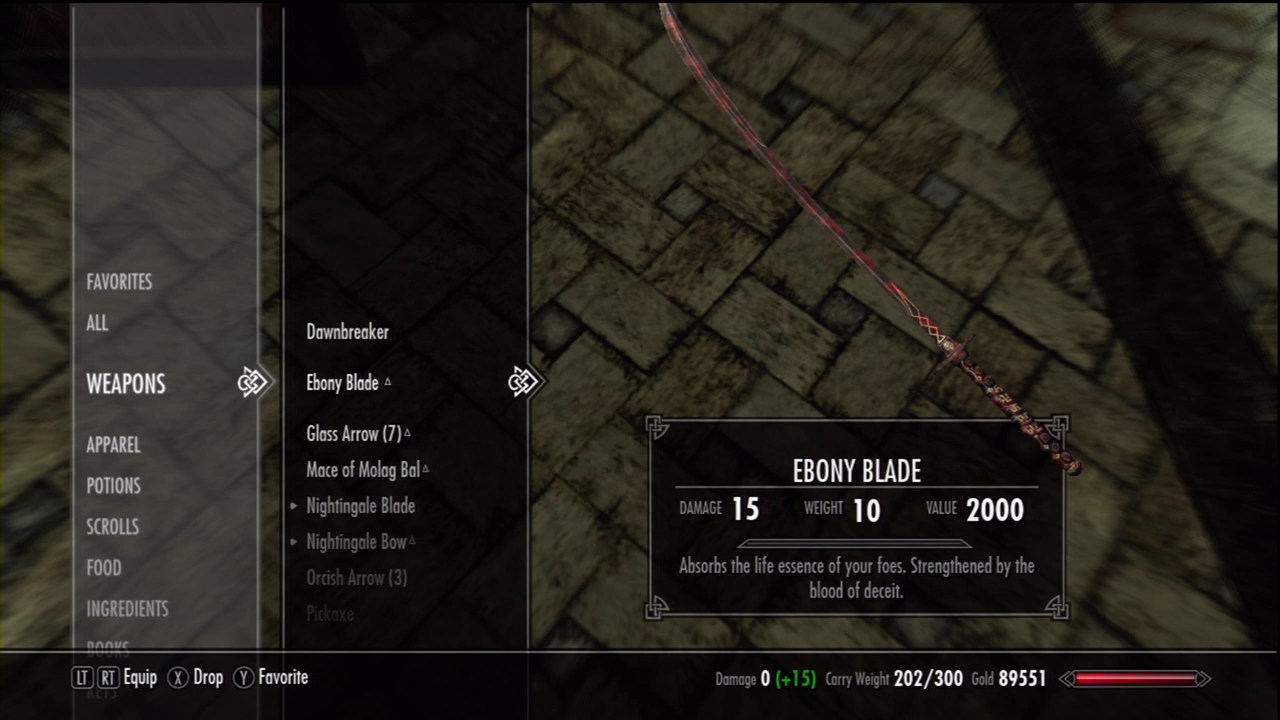 FAVORITES
ALL
WEAPONS
APPAREL
POTIONS
SCROLLS
FOOD
INGREDIENTS
BOOKS
KEYS
Dawnbreaker
Ebony Blade
Glass Arrow (7)
Mace of Molag Bal
Nightingale Blade
Nightingale Bow
Orcish Arrow (3)
Pickaxe
EBONY BLADE
DAMAGE 15 WEIGHT 10 VALUE 2000
Absorbs the life essence of your foes. Strengthened by the
blood of deceit.
LT RT Equip X Drop Y Favorite
Damage 0 (+15) Carry Weight 202/300 Gold 89551